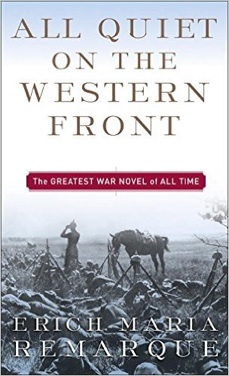 ALL QUIET
ON THE
WESTERN
FRONT
The GREATEST WAR NOVEL of ALL TIME
ERICH MARIA
REMARQUE